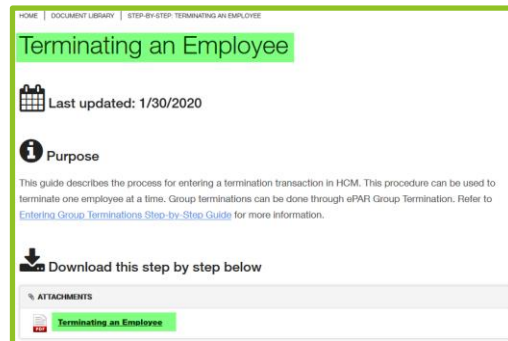 HOME | DOCUMENT LIBRARY | STEP-BY-STEP: TERMINATING AN EMPLOYEE
Terminating an Employee
Last updated: 1/30/2020
Purpose
This guide describes the process for entering a termination transaction in HCM. This procedure can be used to
terminate one employee at a time. Group terminations can be done through ePAR Group Termination. Refer to
Entering Group Terminations Step-by-Step Guide for more information.
Download this step by step below
ATTACHMENTS
PDF Terminating an Employee